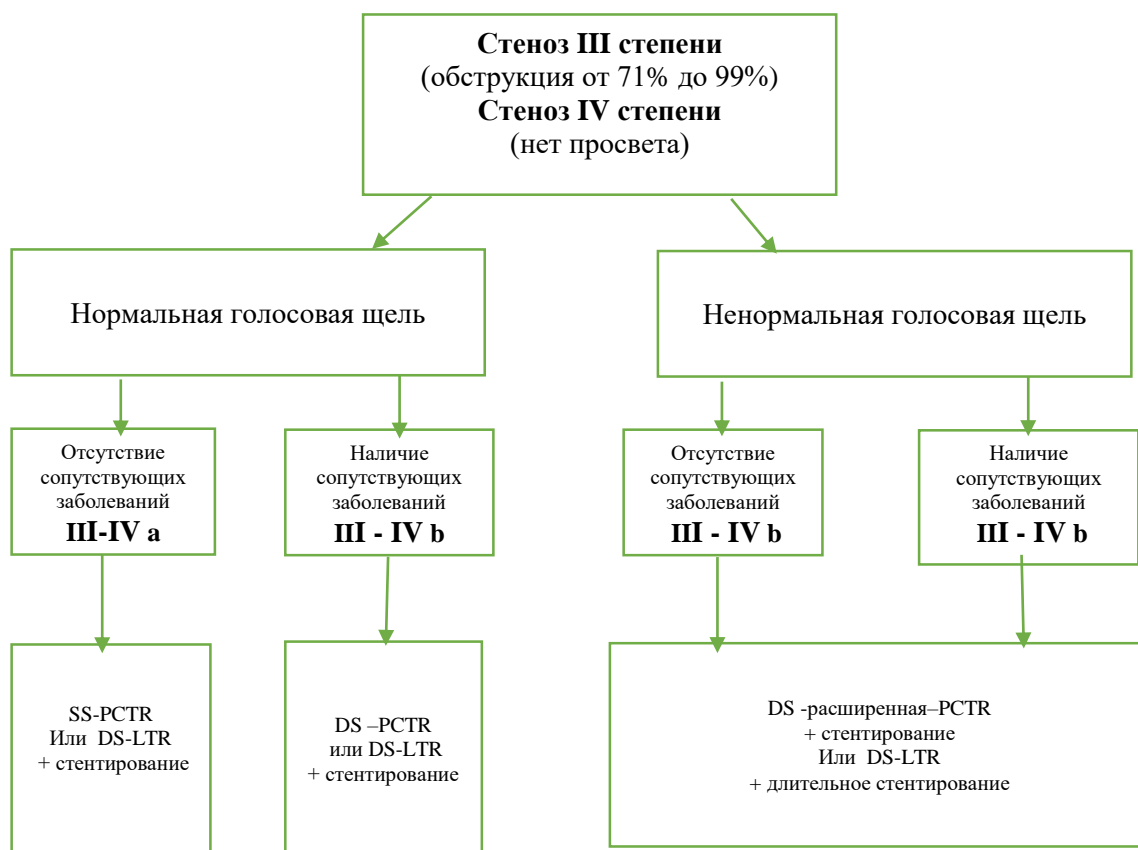 Стеноз III степени
(обструкция от 71% до 99%)
Стеноз IV степени
(нет просвета)
Нормальная голосовая щель
Ненормальная голосовая щель
Отсутствие
сопутствующих
заболеваний
III-IV a
Наличие
сопутствующих
заболеваний
III - IV b
Отсутствие
сопутствующих
заболеваний
III - IV b
Наличие
сопутствующих
заболеваний
III - IV b
SS-PCTR
Или DS-LTR
+ стентирование
DS –PCTR
или DS-LTR
+ стентирование
DS -расширенная–PCTR
+ стентирование
Или DS-LTR
+ длительное стентирование